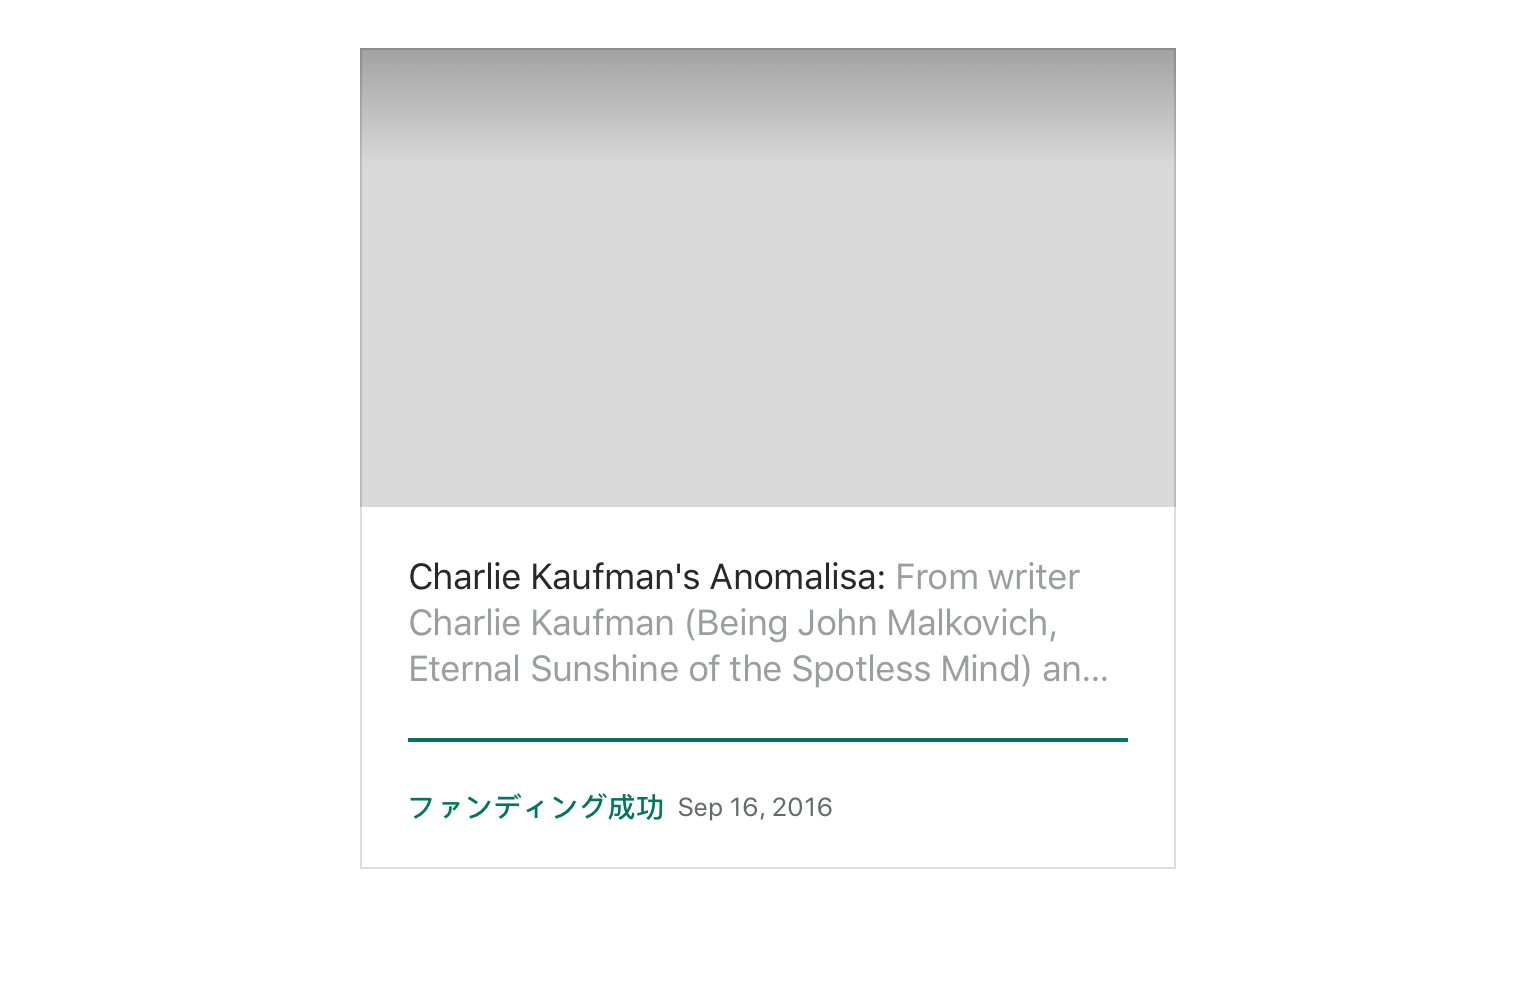 Charlie Kaufman's Anomalisa: From writer
Charlie Kaufman (Being John Malkovich,
Eternal Sunshine of the Spotless Mind) an…
ファンディング成功 Sep 16, 2016